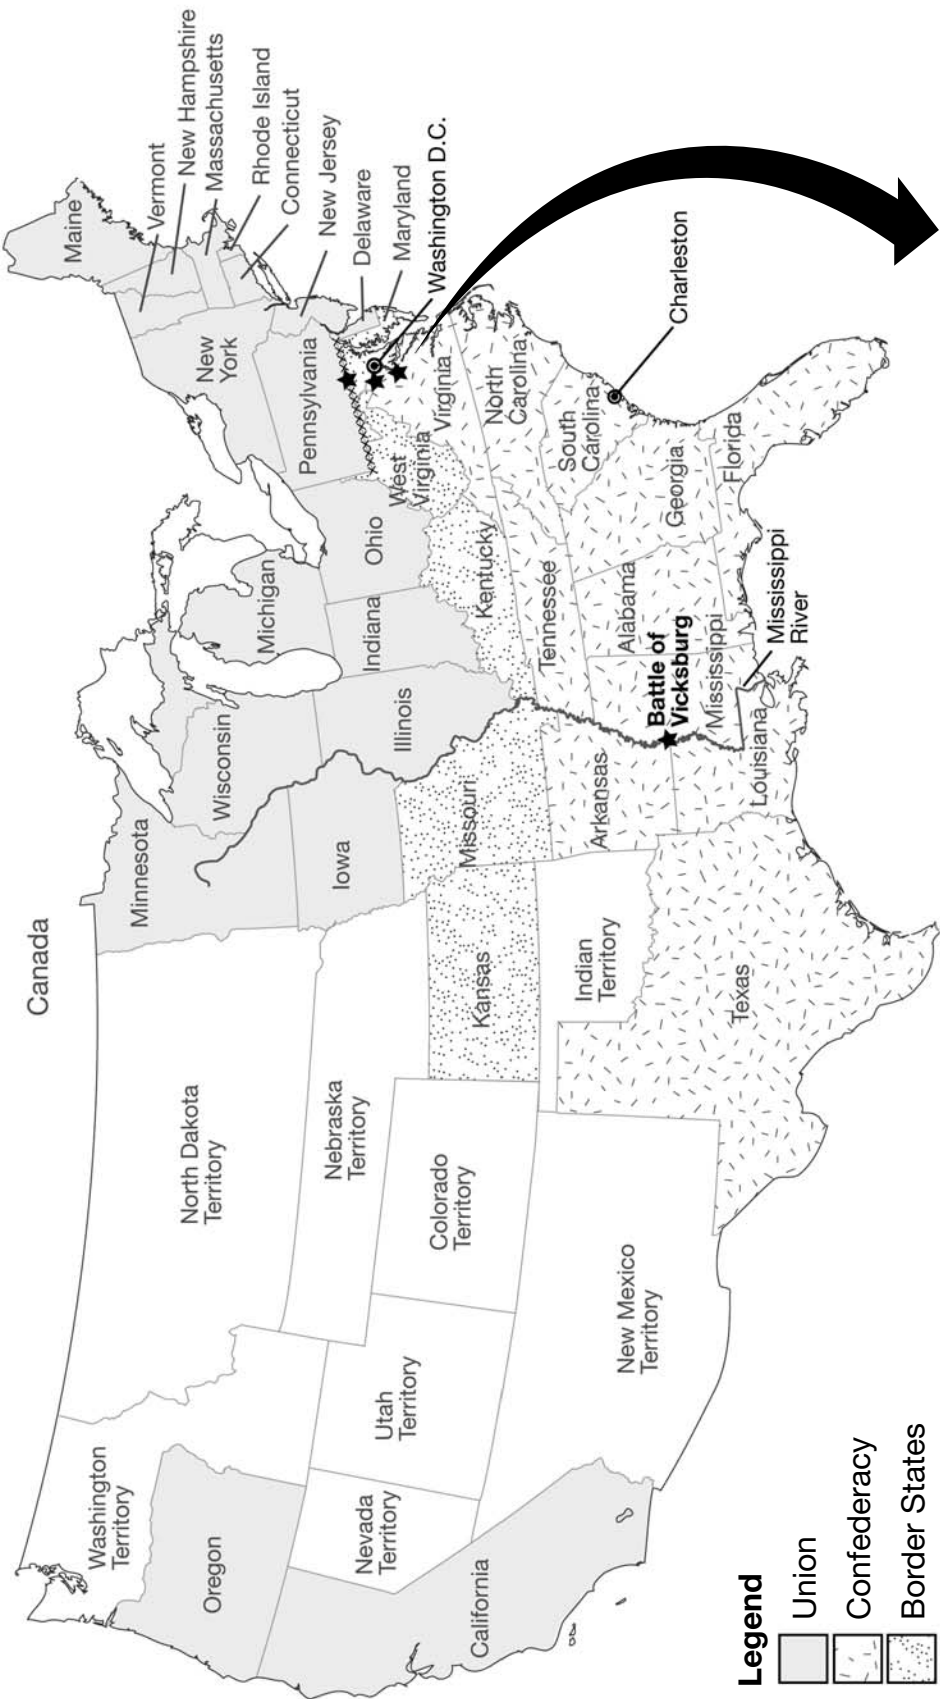 Canada
Washington
Territory
Oregon
California
Nevada
Territory
Utah
Territory
North Dakota
Territory
Nebraska
Territory
Colorado
Territory
New Mexico
Territory
Kansas
Indian
Territory
Texas
Minnesota
Iowa
Missouri
Arkansas
Louisiana
Wisconsin
Illinois
Michigan
Indiana
Ohio
Kentucky
Tennessee
Mississippi
Alabama
Georgia
Florida
South
Carolina
North
Carolina
Virginia
West
Virginia
Pennsylvania
New
York
Maine
Vermont
New Hampshire
Massachusetts
Rhode Island
Connecticut
New Jersey
Delaware
Maryland
Washington D.C.
Charleston
Battle of
Vicksburg
Mississippi
River
Legend
Union
Confederacy
Border States